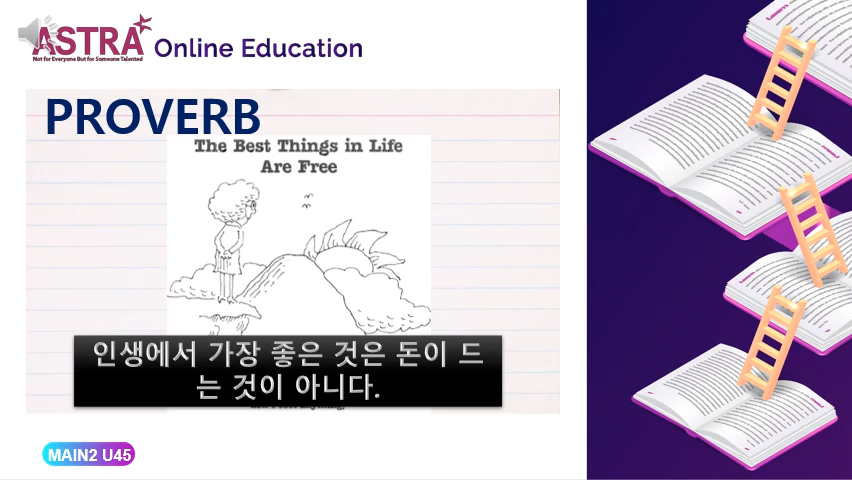 ASTRA
Not for Everyone But for Someone Talented
Online Education
PROVERB
The Best Things in Life
Are Free
인생에서 가장 좋은 것은 돈이 드
는 것이 아니다.
MAIN2 U45